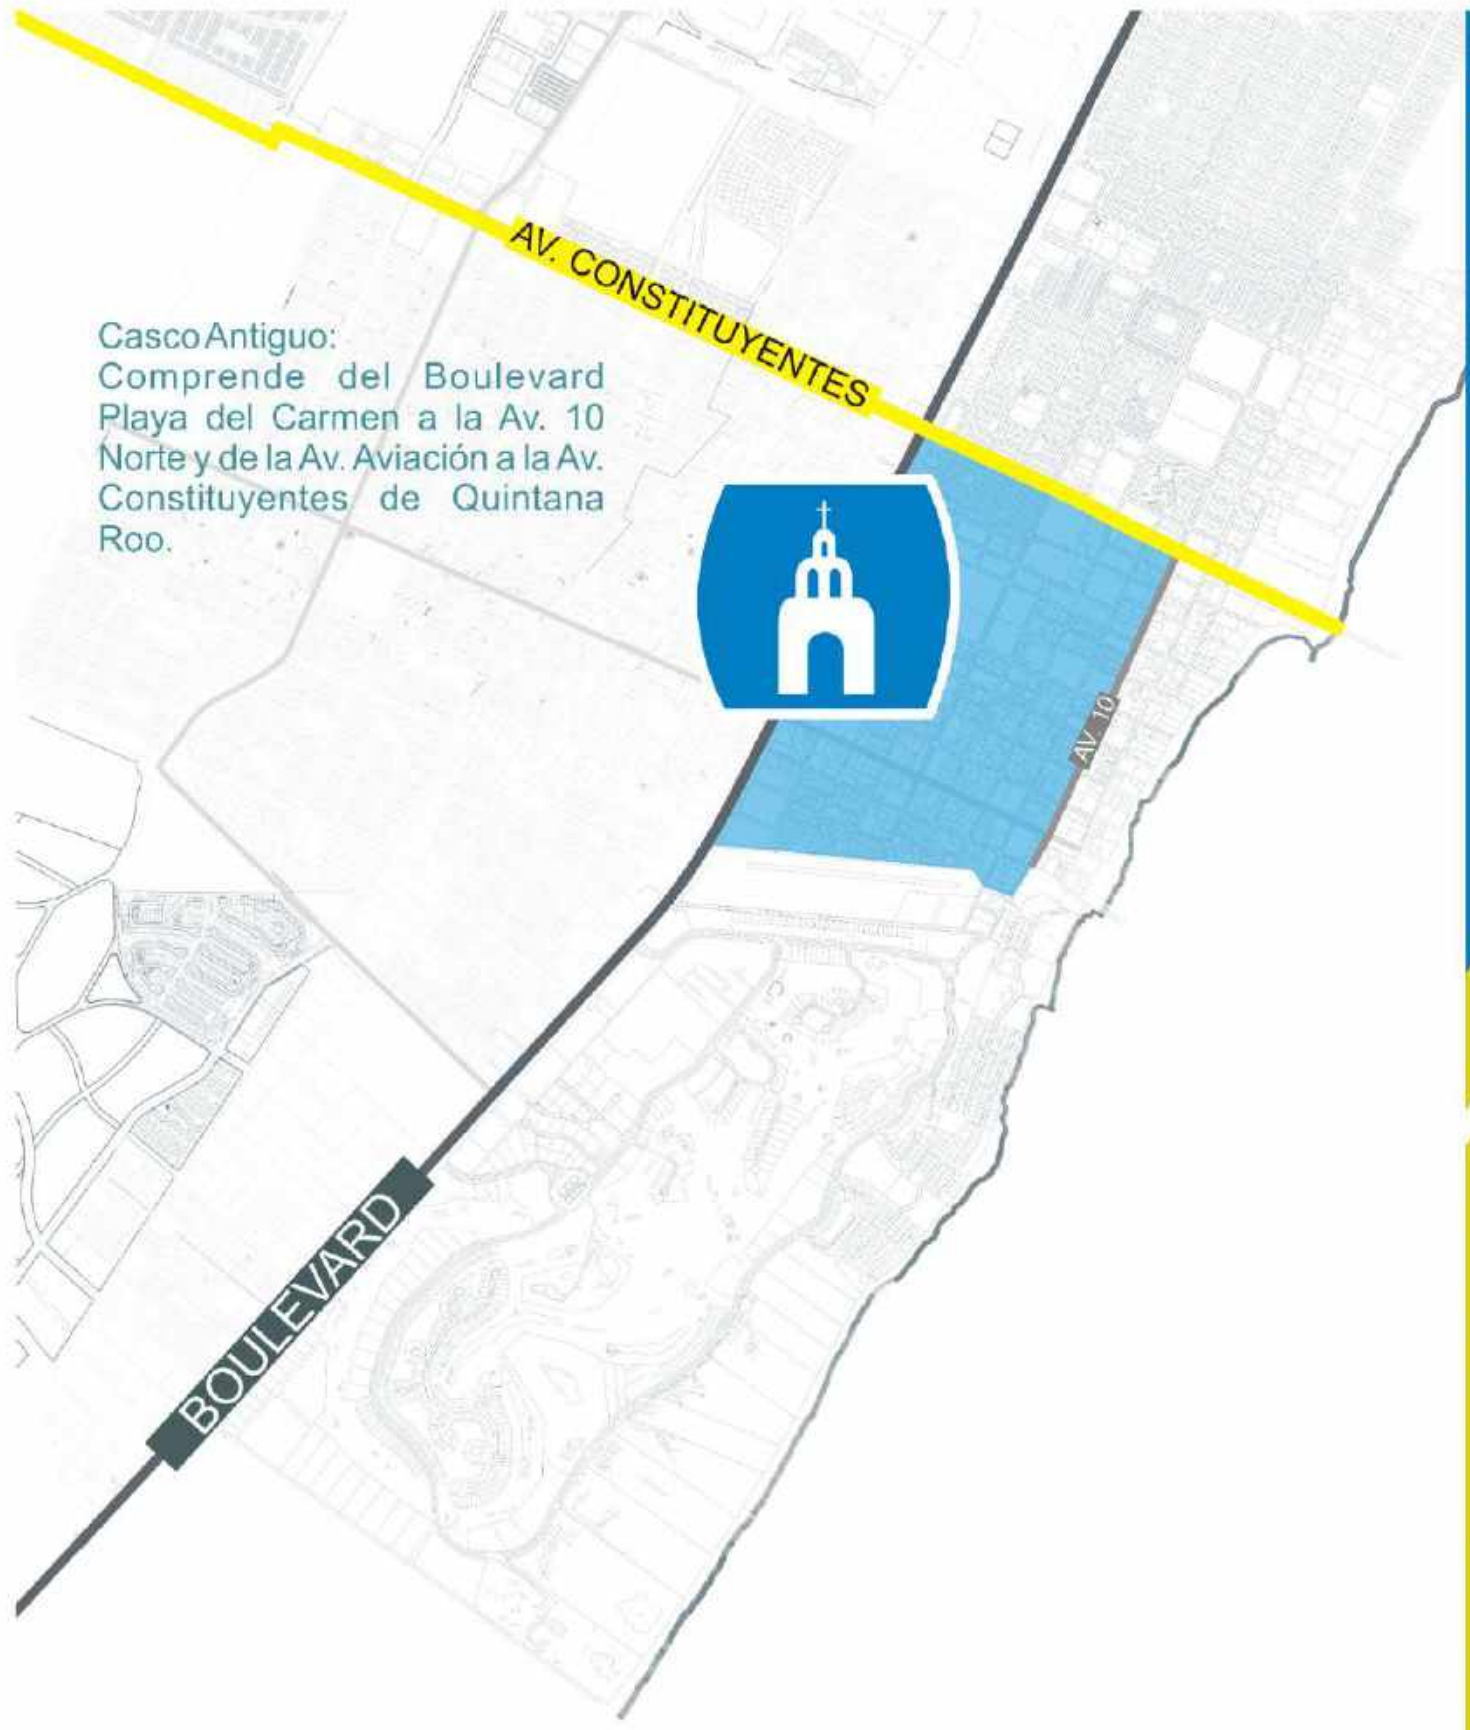 AV. CONSTITUYENTES
Casco Antiguo:
Comprende del Boulevard
Playa del Carmen a la Av. 10
Norte y de la Av. Aviación a la Av.
Constituyentes de Quintana
Roo.
AV. 10
BOULEVARD